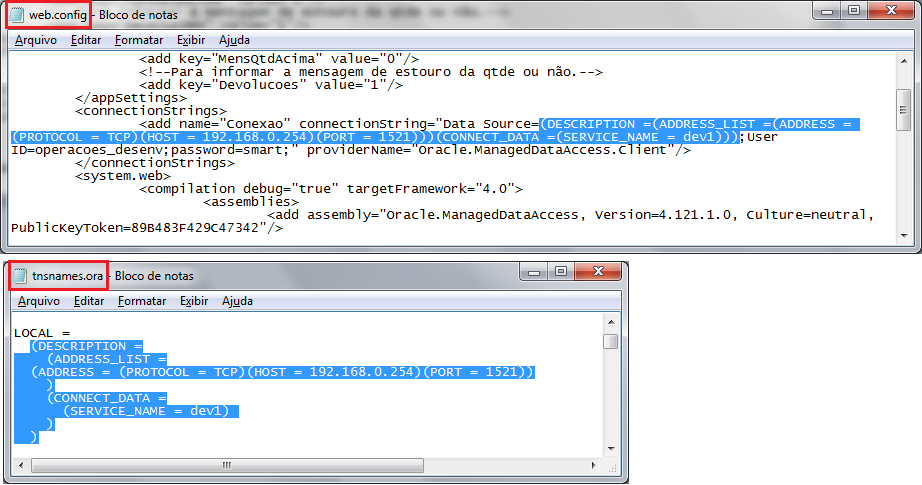 web.config - Bloco de notas
Arquivo Editar Formatar Exibir Ajuda
<add key="MensQtdAcima" value="0"/>
<!--Para informar a mensagem de estouro da qtde ou não.-->
<add key="Devolucoes" value="1"/>
</appSettings>
<connectionStrings>
<add name="Conexao" connectionString="Data Source=(DESCRIPTION =(ADDRESS_LIST =(ADDRESS =
(PROTOCOL = TCP)(HOST = 192.168.0.254)(PORT = 1521)))(CONNECT_DATA =(SERVICE_NAME = dev1)));User
ID=operacoes_desenv;password=smart;" providerName="Oracle.ManagedDataAccess.Client"/>
</connectionStrings>
<system.web>
<compilation debug="true" targetFramework="4.0">
<assemblies>
<add assembly="Oracle.ManagedDataAccess, Version=4.121.1.0, Culture=neutral,
PublicKeyToken=89B483F429C47342"/>
tnsnames.ora - Bloco de notas
Arquivo Editar Formatar Exibir Ajuda
LOCAL =
(DESCRIPTION =
(ADDRESS_LIST =
(ADDRESS = (PROTOCOL = TCP)(HOST = 192.168.0.254)(PORT = 1521))
)
(CONNECT_DATA =
(SERVICE_NAME = dev1)
)
)